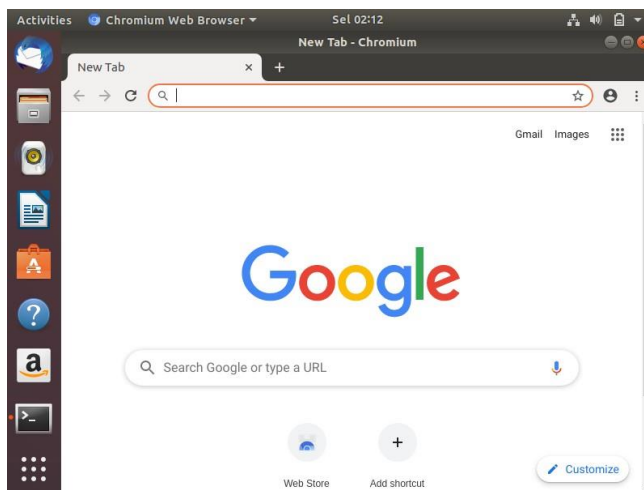 Activities Chromium Web Browser Sel 02:12
New Tab - Chromium
New Tab
Gmail Images
Google
Search Google or type a URL
Web Store Add shortcut
Customize